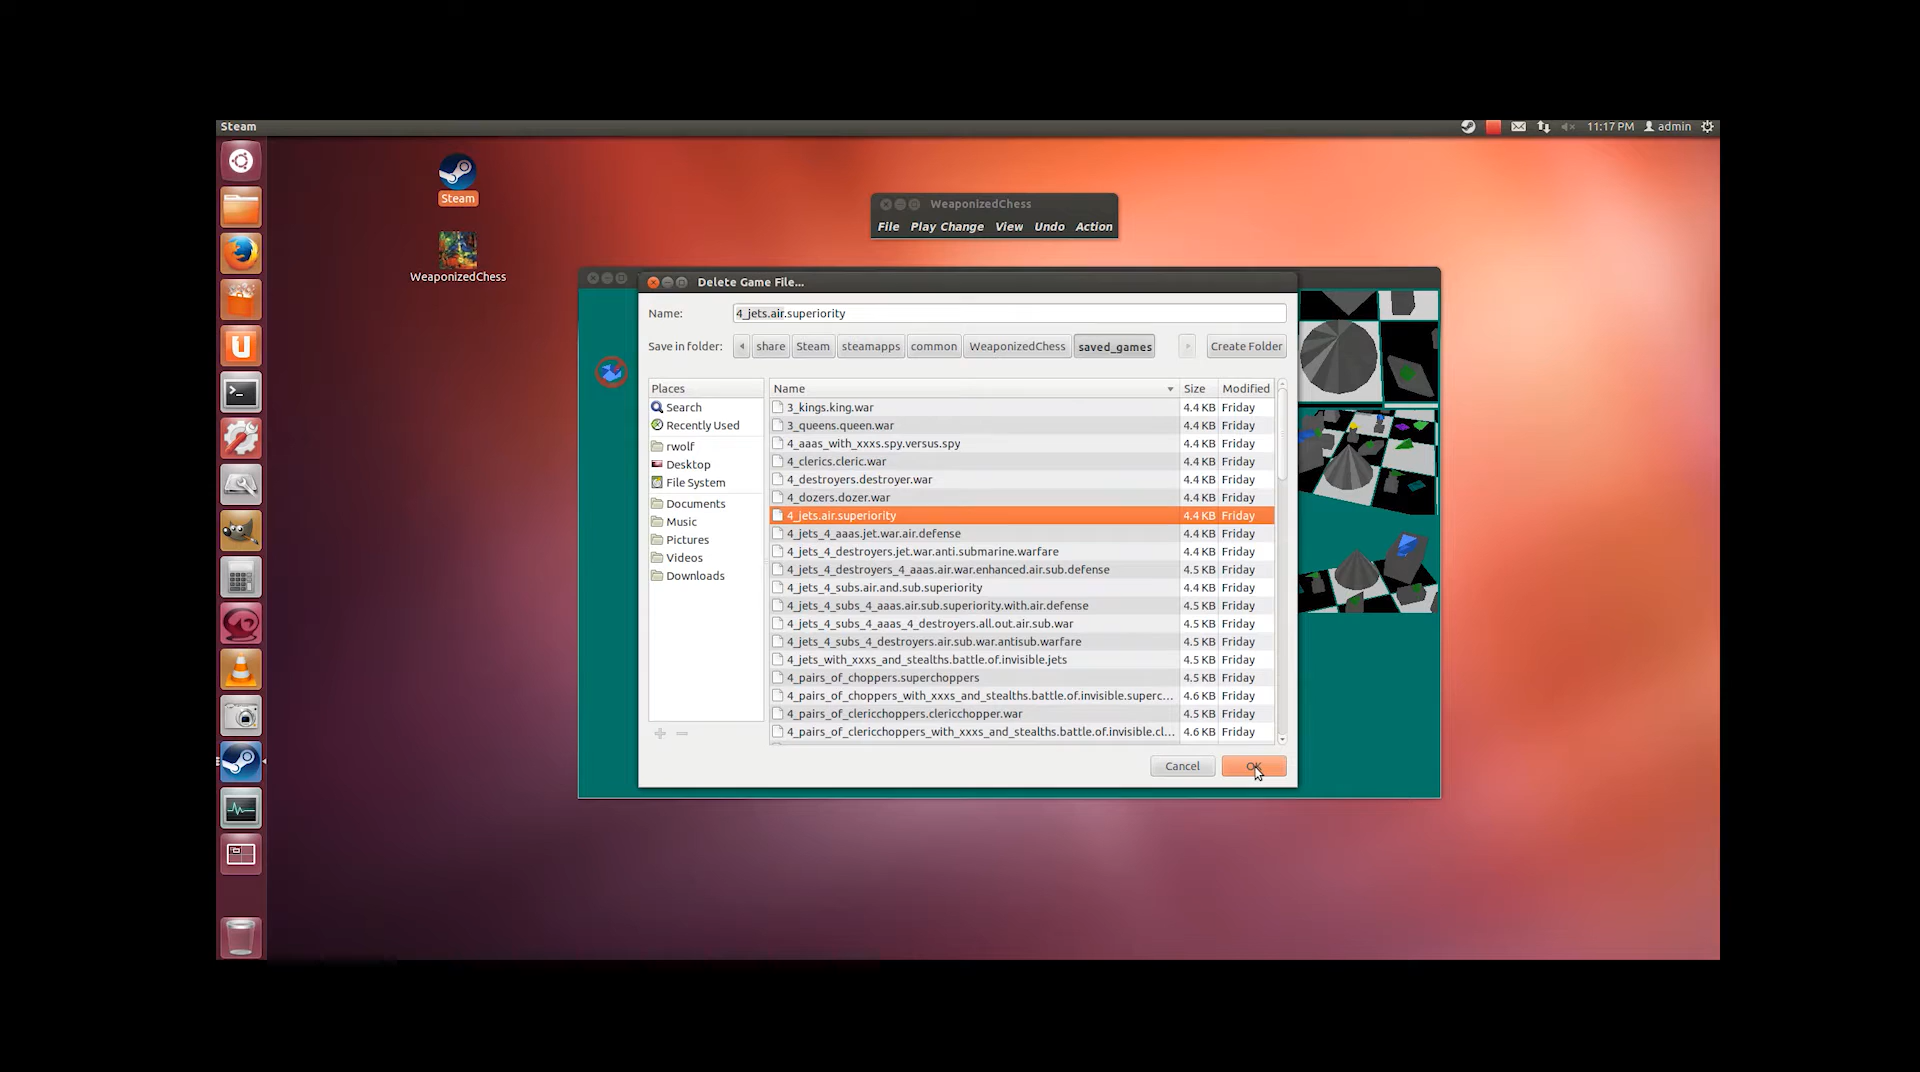 Steam
11:17 PM admin
Steam
WeaponizedChess
WeaponizedChess
File Play Change View Undo Action
Delete Game File...
Name: 4_jets.air.superiority
Save in folder: share Steam steamapps common WeaponizedChess saved_games Create Folder
Places
Search
Recently Used
rwolf
Desktop
File System
Documents
Music
Pictures
Videos
Downloads
Name Size Modified
3_kings.king.war 4.4 KB Friday
3_queens.queen.war 4.4 KB Friday
4_aaas_with_xxxs.spy.versus.spy 4.4 KB Friday
4_clerics.cleric.war 4.4 KB Friday
4_destroyers.destroyer.war 4.4 KB Friday
4_dozers.dozer.war 4.4 KB Friday
4_jets.air.superiority 4.4 KB Friday
4_jets_4_aaas.jet.war.air.defense 4.4 KB Friday
4_jets_4_destroyers.jet.war.anti.submarine.warfare 4.4 KB Friday
4_jets_4_destroyers_4_aaas.air.war.enhanced.air.sub.defense 4.5 KB Friday
4_jets_4_subs.air.and.sub.superiority 4.4 KB Friday
4_jets_4_subs_4_aaas.air.sub.superiority.with.air.defense 4.5 KB Friday
4_jets_4_subs_4_aaas_4_destroyers.all.out.air.sub.war 4.5 KB Friday
4_jets_4_subs_4_destroyers.air.sub.war.antisub.warfare 4.5 KB Friday
4_jets_with_xxxs_and_stealths.battle.of.invisible.jets 4.5 KB Friday
4_pairs_of_choppers.superchoppers 4.5 KB Friday
4_pairs_of_choppers_with_xxxs_and_stealths.battle.of.invisible.superc... 4.6 KB Friday
4_pairs_of_clericchoppers.clericchopper.war 4.5 KB Friday
4_pairs_of_clericchoppers_with_xxxs_and_stealths.battle.of.invisible.cl... 4.6 KB Friday
Cancel OK